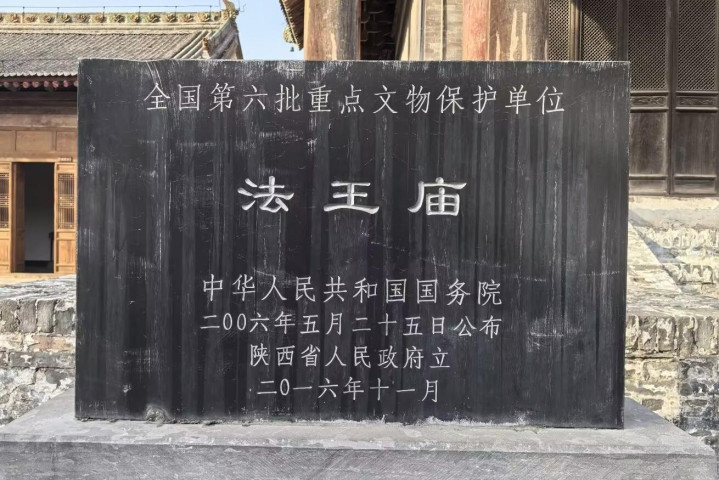 全国第六批重点文物保护单位
法王庙
中华人民共和国国务院
二00六年五月二十五日公布
陕西省人民政府立
二0一六年十一月